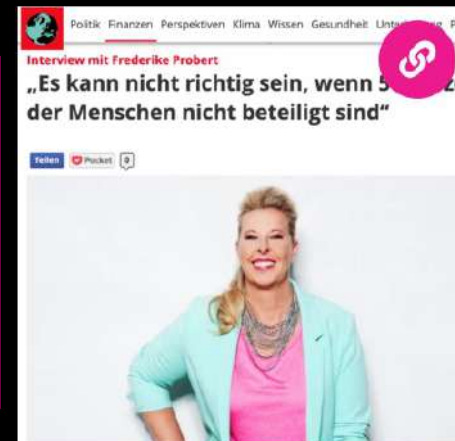 Politik Finanzen Perspektiven Klima Wissen Gesundheit
Interview mit Frederike Probert
„Es kann nicht richtig sein, wenn
der Menschen nicht beteiligt sind“
Teilen Pocket 0